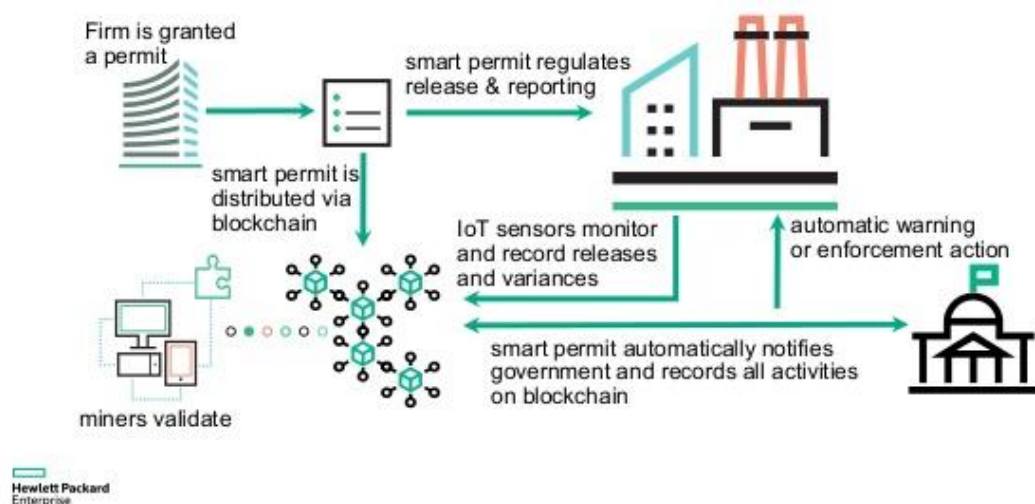 Firm is granted
a permit
smart permit regulates
release & reporting
smart permit is
distributed via
blockchain
IoT sensors monitor
and record releases
and variances
automatic warning
or enforcement action
smart permit automatically notifies
government and records all activities
on blockchain
miners validate
Hewlett Packard
Enterprise